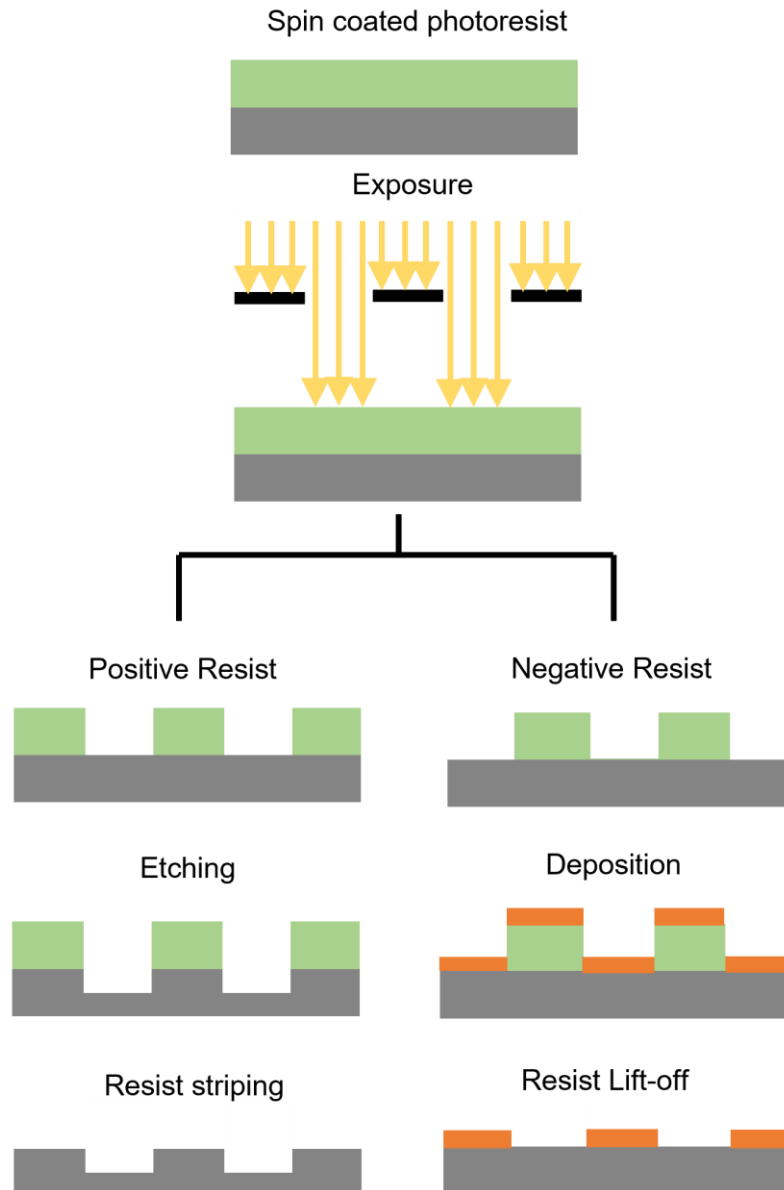 Spin coated photoresist
Exposure
Positive Resist
Negative Resist
Etching
Deposition
Resist striping
Resist Lift-off